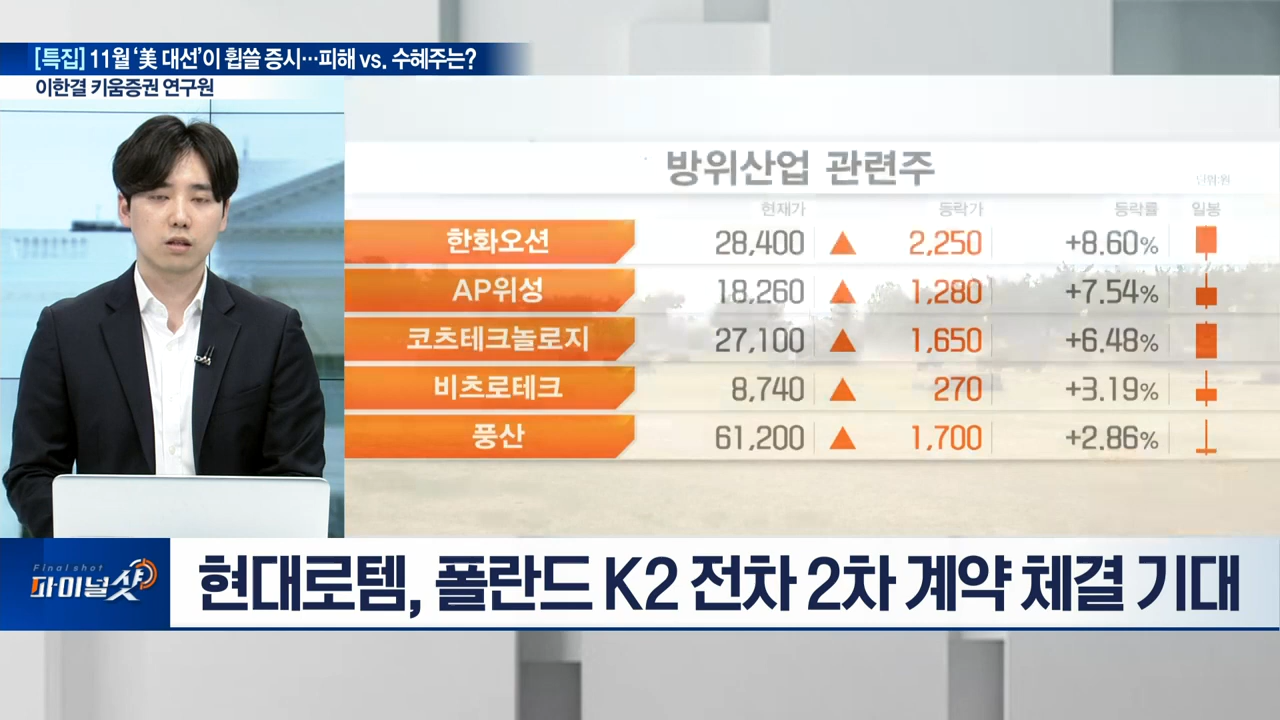 [특집] 11월 ‘美 대선’이 휩쓸 증시…피해 vs. 수혜주는?
이한결 키움증권 연구원
방위산업 관련주
단위:원
현재가 등락가 등락률 일봉
한화오션 28,400 ▲ 2,250 +8.60%
AP위성 18,260 ▲ 1,280 +7.54%
코츠테크놀로지 27,100 ▲ 1,650 +6.48%
비츠로테크 8,740 ▲ 270 +3.19%
풍산 61,200 ▲ 1,700 +2.86%
Final shot
파이널샷
현대로템, 폴란드 K2 전차 2차 계약 체결 기대